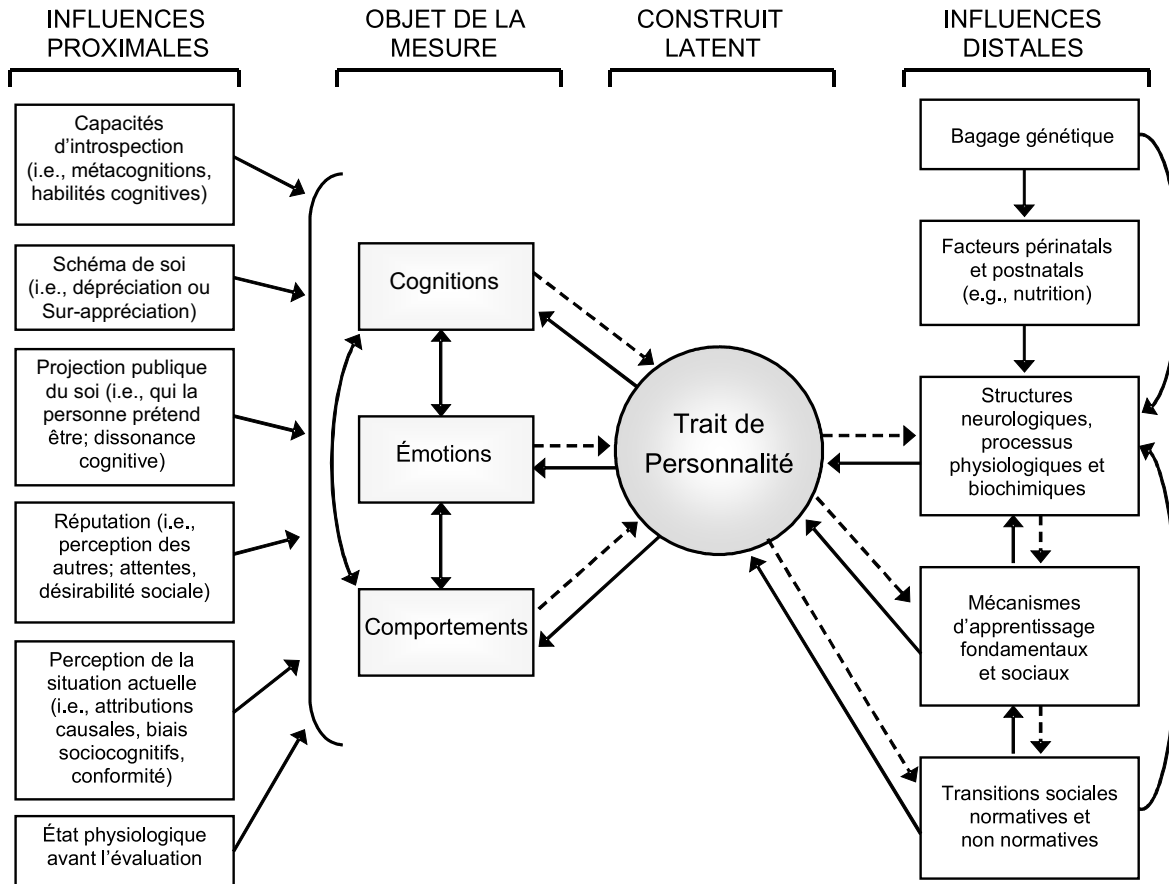 INFLUENCES
PROXIMALES
OBJET DE LA
MESURE
CONSTRUIT
LATENT
INFLUENCES
DISTALES
Capacités
d'introspection
(i.e., métacognitions,
habilités cognitives)
Schéma de soi
(i.e., dépréciation ou
Sur-appréciation)
Projection publique
du soi (i.e., qui la
personne prétend
être; dissonance
cognitive)
Réputation (i.e.,
perception des
autres; attentes,
désirabilité sociale)
Perception de la
situation actuelle
(i.e., attributions
causales, biais
sociocognitifs,
conformité)
État physiologique
avant l'évaluation
Cognitions
Émotions
Comportements
Trait de
Personnalité
Bagage génétique
Facteurs périnatals
et postnatals
(e.g., nutrition)
Structures
neurologiques,
processus
physiologiques et
biochimiques
Mécanismes
d'apprentissage
fondamentaux
et sociaux
Transitions sociales
normatives et
non normatives